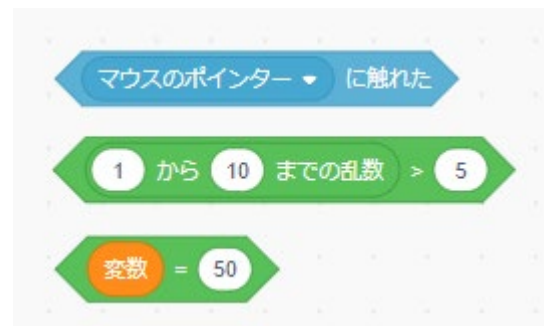 マウスのポインター に触れた
1 から 10 までの乱数 > 5
変数 = 50